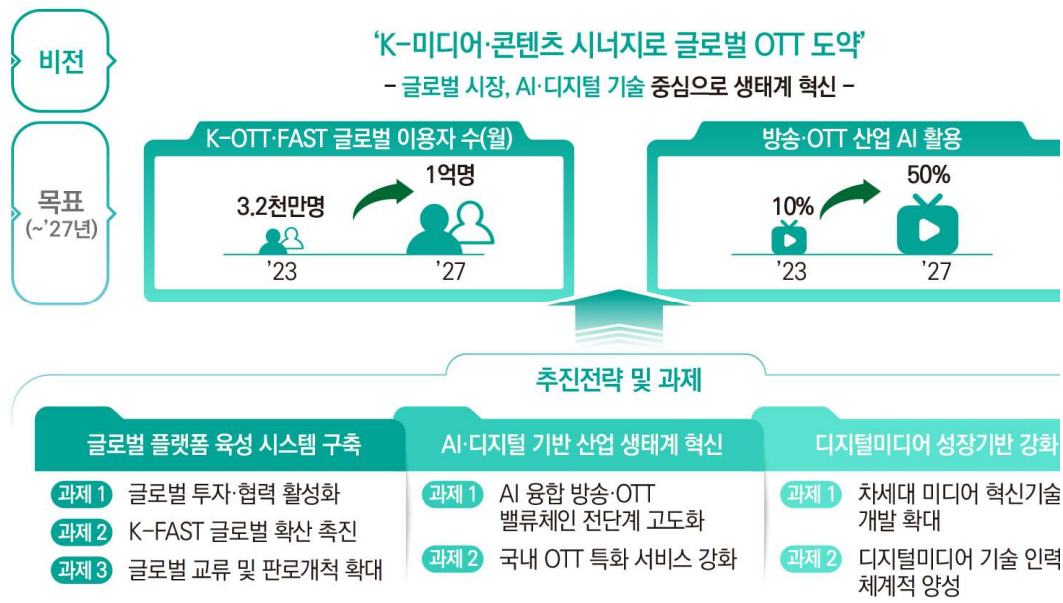 비전
‘K-미디어·콘텐츠 시너지로 글로벌 OTT 도약’
- 글로벌 시장, AI·디지털 기술 중심으로 생태계 혁신 -
목표
(~’27년)
K-OTT·FAST 글로벌 이용자 수(월)
3.2천만명
1억명
’23
’27
방송·OTT 산업 AI 활용
10%
50%
’23
’27
추진전략 및 과제
글로벌 플랫폼 육성 시스템 구축
과제 1 글로벌 투자·협력 활성화
과제 2 K-FAST 글로벌 확산 촉진
과제 3 글로벌 교류 및 판로개척 확대
AI·디지털 기반 산업 생태계 혁신
과제 1 AI 융합 방송·OTT
밸류체인 전단계 고도화
과제 2 국내 OTT 특화 서비스 강화
디지털미디어 성장기반 강화
과제 1 차세대 미디어 혁신기술
개발 확대
과제 2 디지털미디어 기술 인력
체계적 양성